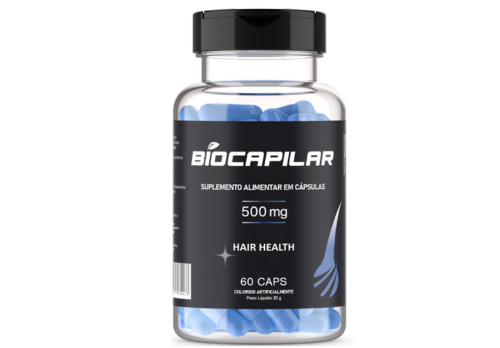 BIOCAPILAR
SUPLEMENTO ALIMENTAR EM CÁPSULAS
500 mg
HAIR HEALTH
60 CAPS
COLORIDO ARTIFICIALMENTE
Peso Líquido 30 g